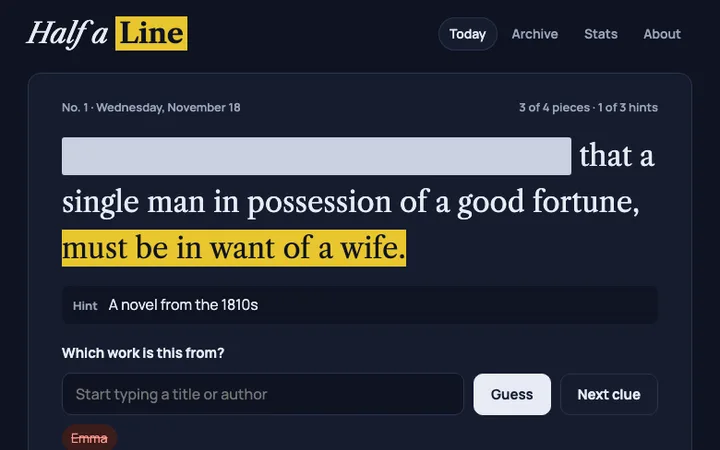 Half a Line
Today Archive Stats About
No. 1 · Wednesday, November 18
3 of 4 pieces · 1 of 3 hints
that a
single man in possession of a good fortune,
must be in want of a wife.
Hint A novel from the 1810s
Which work is this from?
Start typing a title or author
Guess
Next clue
Emma